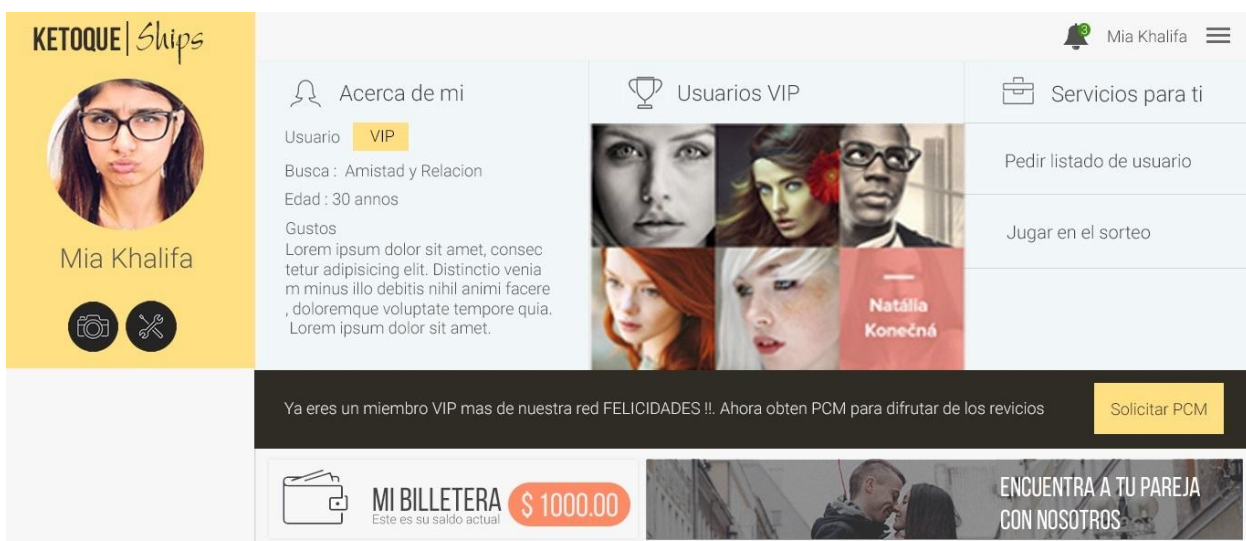 KETOQUE| Ships
3
Mia Khalifa
Mia Khalifa
Acerca de mi
Usuario VIP
Busca : Amistad y Relacion
Edad : 30 annos
Gustos
Lorem ipsum dolor sit amet, consec
tetur adipisicing elit. Distinctio venia
m minus illo debitis nihil animi facere
, doloremque voluptate tempore quia.
Lorem ipsum dolor sit amet.
Usuarios VIP
Natália
Konečná
Servicios para ti
Pedir listado de usuario
Jugar en el sorteo
Ya eres un miembro VIP mas de nuestra red FELICIDADES !!. Ahora obten PCM para difrutar de los revicios
Solicitar PCM
MI BILLETERA
Este es su saldo actual
$ 1000.00
ENCUENTRA A TU PAREJA
CON NOSOTROS